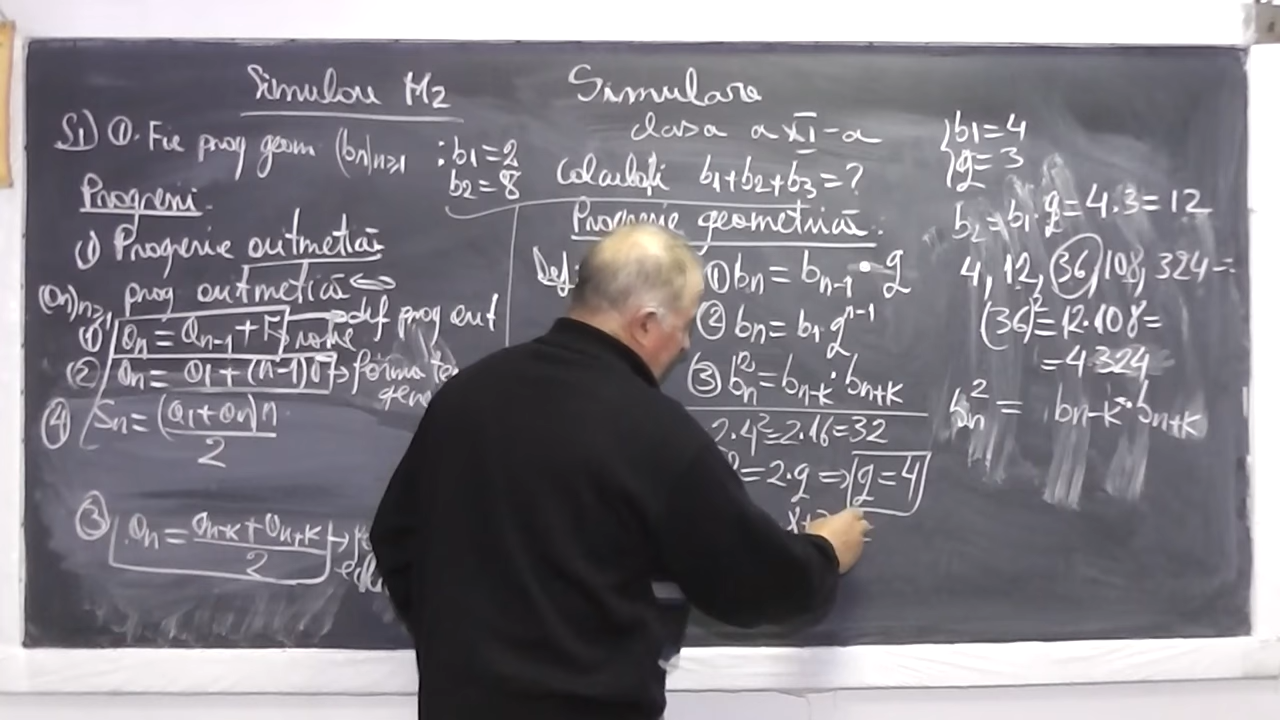 Simulare M2
S1) ①. Fie prog geom. (bn)n≥1 : b1=2
b2=8
Progresii.
1) Progresie aritmetică
(an)n≥1 prog aritmetică ⇔
① an = an-1 + r → def prog arit
② an = a1 + (n-1)r → forma
④ Sn = (a1+an)n / 2
③ an = an-k + an+k / 2
Simulare
clasa a XI-a
Calculați b1+b2+b3=?
Progresie geometrică.
Def:
① bn = bn-1 · q
② bn = b1·q^n-1
③ bn² = bn-k · bn+k
2·4²=2·16=32
=2·q ⇒ q=4
b1=4
q=3
b2=b1·q=4·3=12
4, 12, 36, 108, 324
(36)²=12·108=
=4·324
bn² = bn-k·bn+k